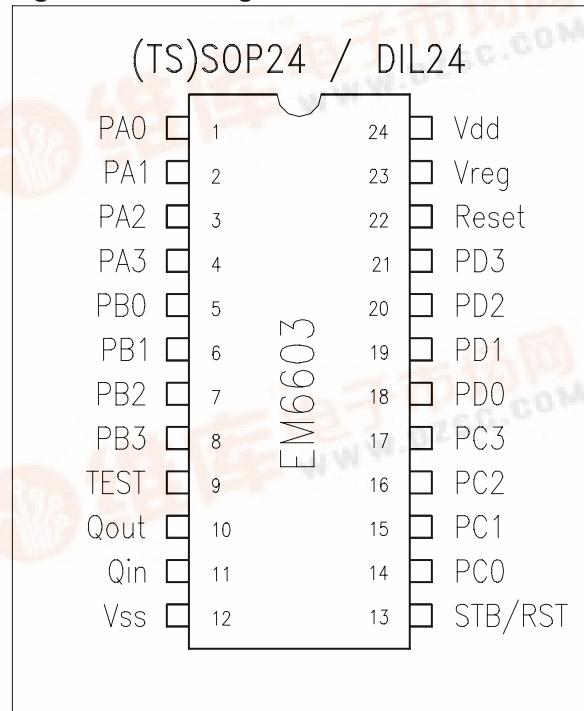 (TS)SOP24 / DIL24
PA0 1 24 Vdd
PA1 2 23 Vreg
PA2 3 22 Reset
PA3 4 21 PD3
PB0 5 20 PD2
PB1 6 19 PD1
PB2 7 18 PD0
PB3 8 17 PC3
TEST 9 16 PC2
Qout 10 15 PC1
Qin 11 14 PC0
Vss 12 13 STB/RST
EM6603